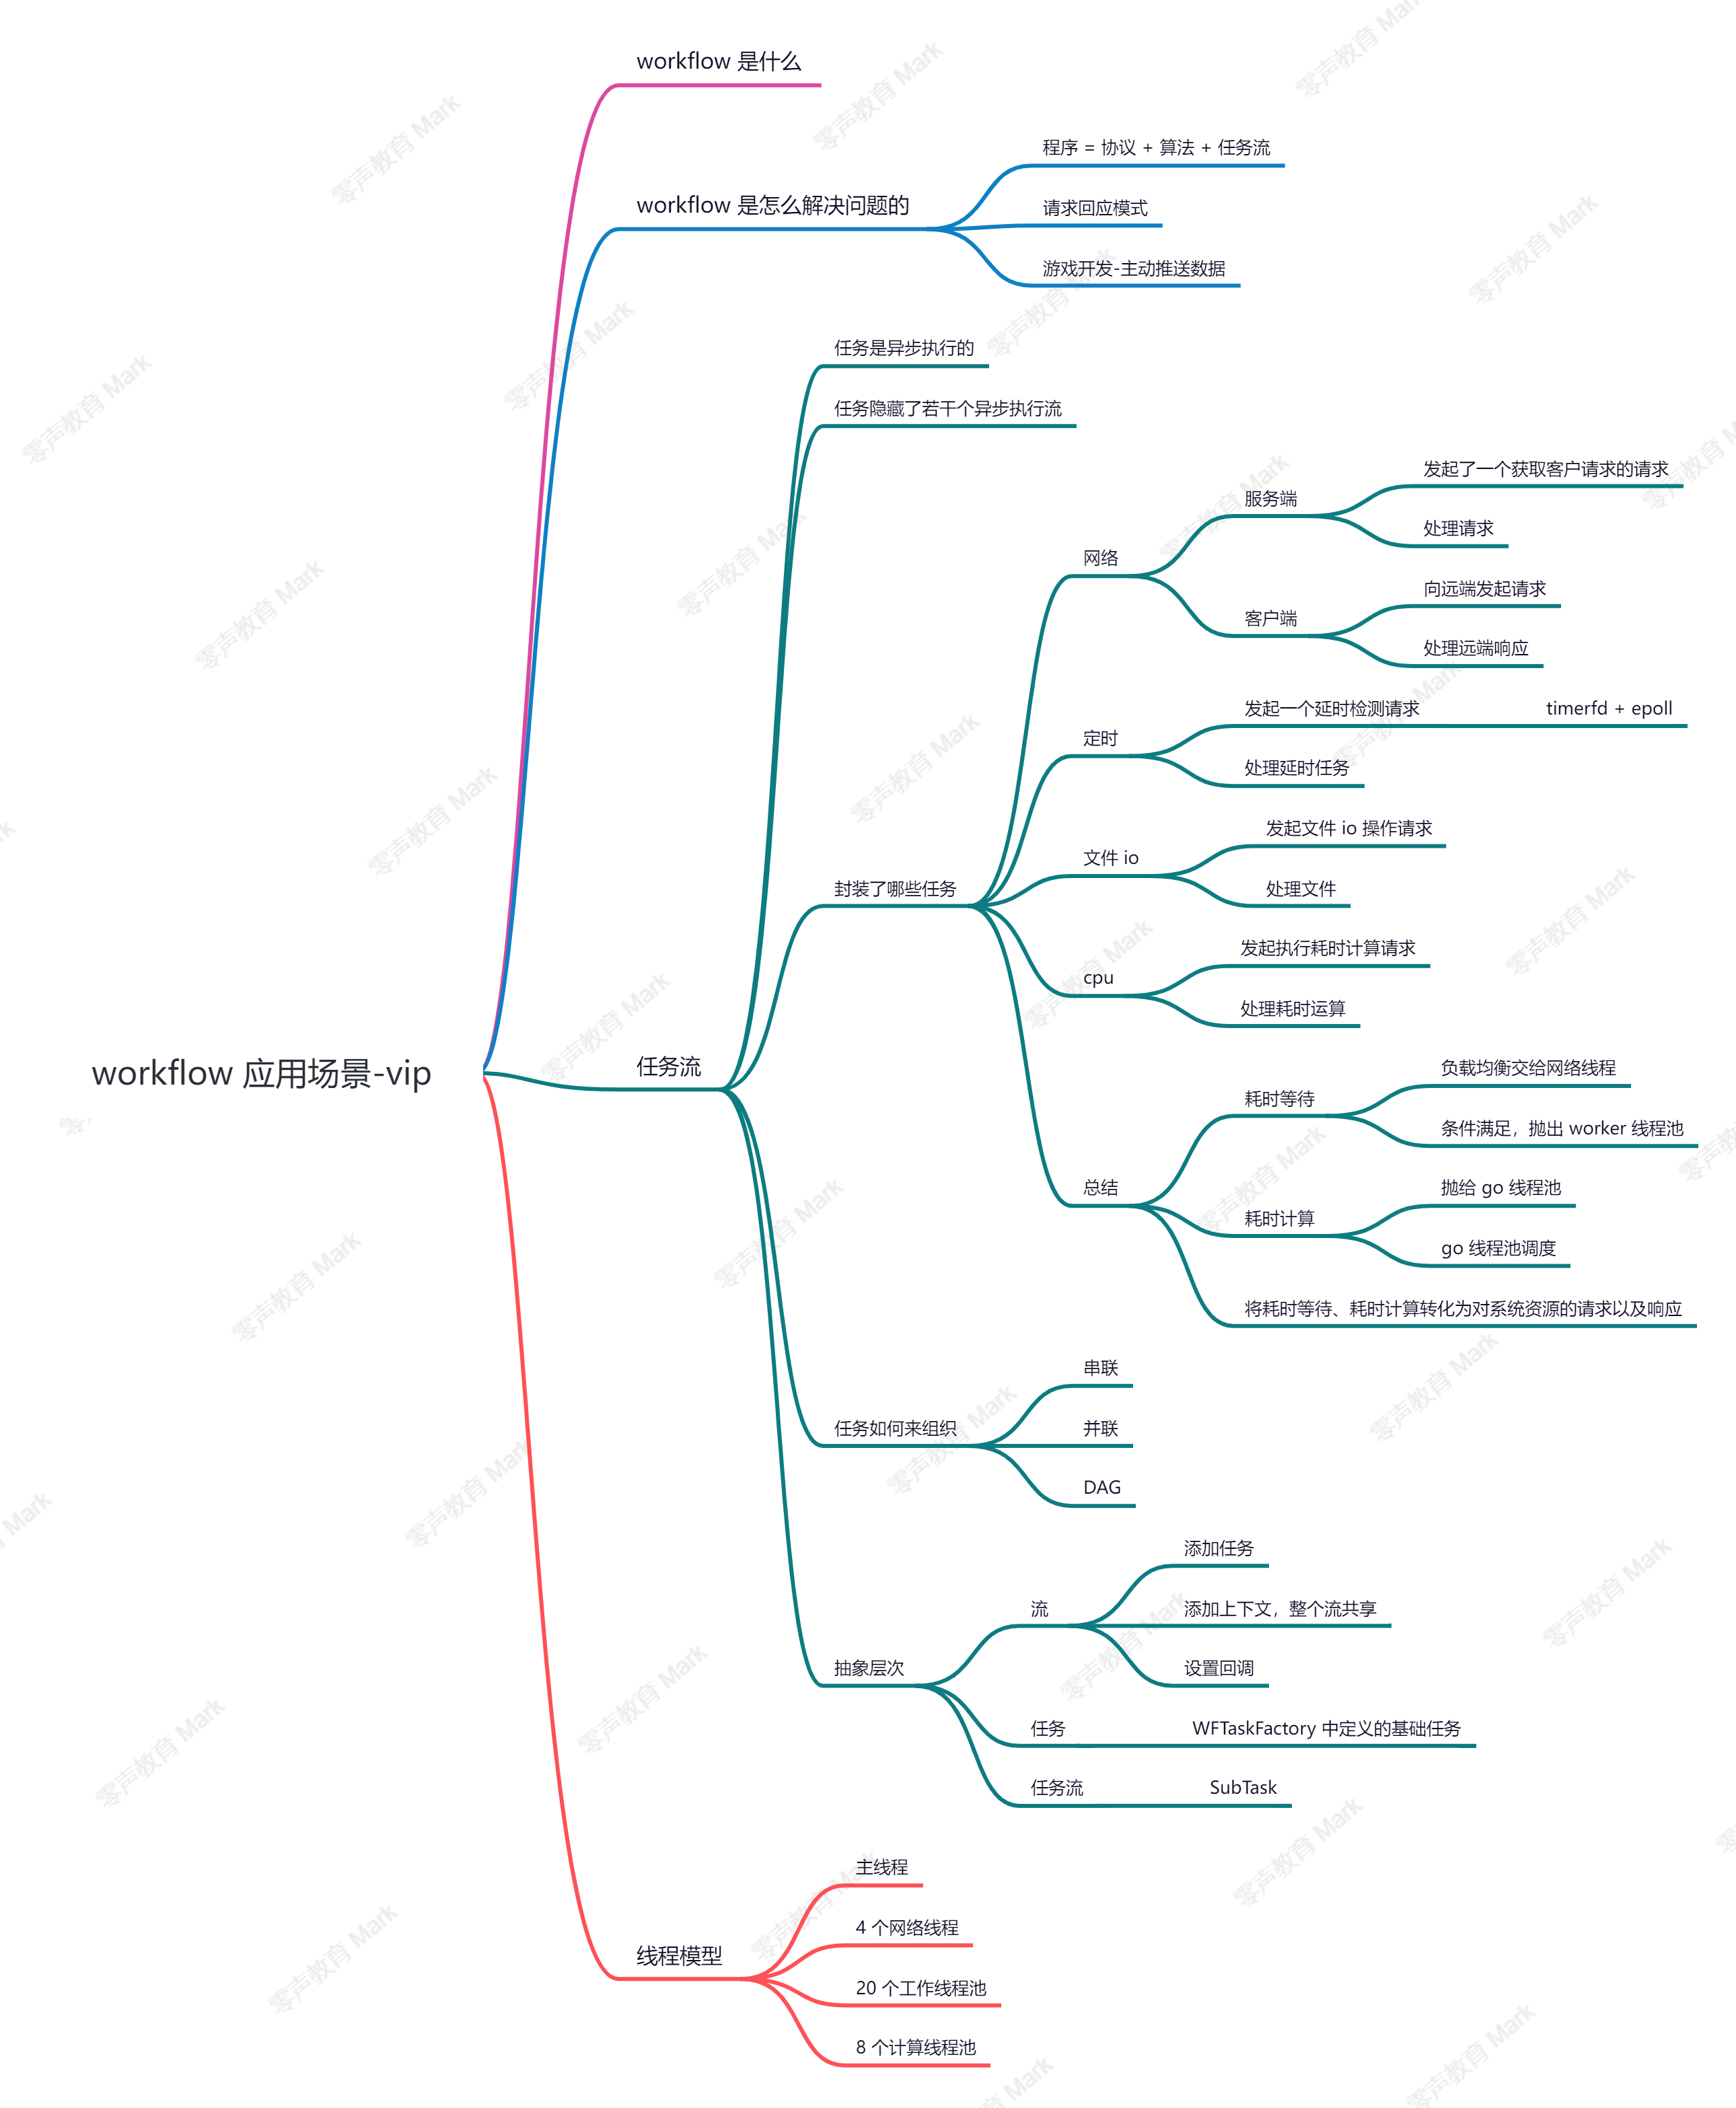 workflow 应用场景-vip
workflow 是什么
workflow 是怎么解决问题的
程序 = 协议 + 算法 + 任务流
请求回应模式
游戏开发-主动推送数据
任务流
任务是异步执行的
任务隐藏了若干个异步执行流
封装了哪些任务
网络
服务端
发起了一个获取客户请求的请求
处理请求
客户端
向远端发起请求
处理远端响应
定时
发起一个延时检测请求
timerfd + epoll
处理延时任务
文件 io
发起文件 io 操作请求
处理文件
cpu
发起执行耗时计算请求
处理耗时运算
总结
耗时等待
负载均衡交给网络线程
条件满足，抛出 worker 线程池
耗时计算
抛给 go 线程池
go 线程池调度
将耗时等待、耗时计算转化为对系统资源的请求以及响应
任务如何来组织
串联
并联
DAG
抽象层次
流
添加任务
添加上下文，整个流共享
设置回调
任务
WFTaskFactory 中定义的基础任务
任务流
SubTask
线程模型
主线程
4 个网络线程
20 个工作线程池
8 个计算线程池
零声教育 Mark